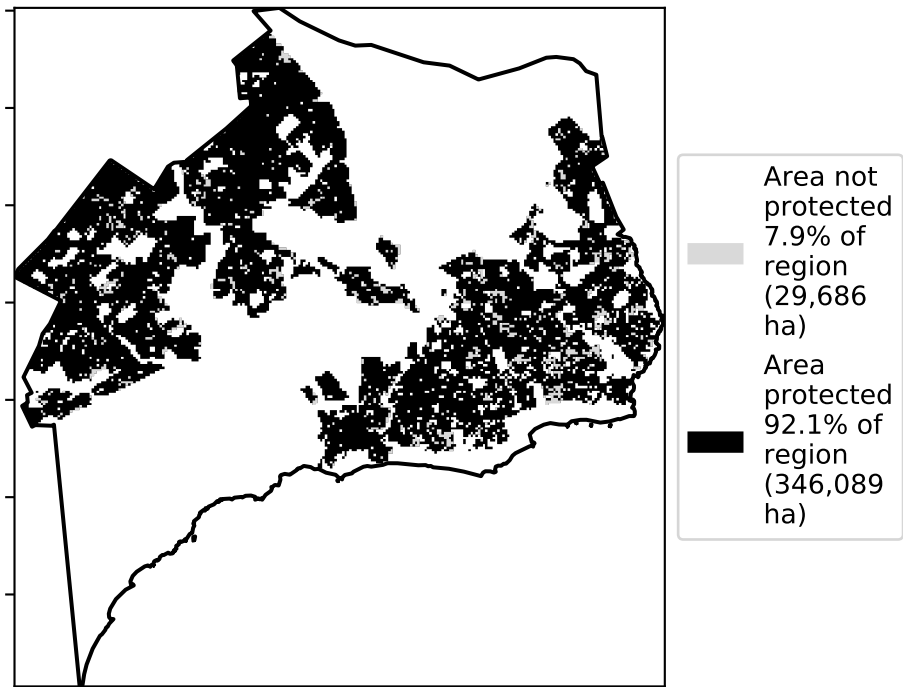 Area not
protected
7.9% of
region
(29,686
ha)
Area
protected
92.1% of
region
(346,089
ha)